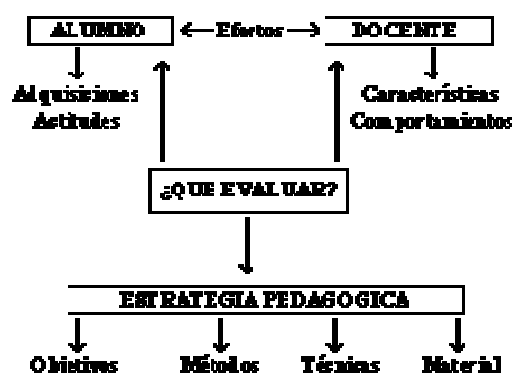 ALUMNO Efectos DOCENTE
Adquisiciones Características
Actitudes Comportamientos
¿QUE EVALUAR?
ESTRATEGIA PEDAGOGICA
Objetivos Métodos Técnicas Material